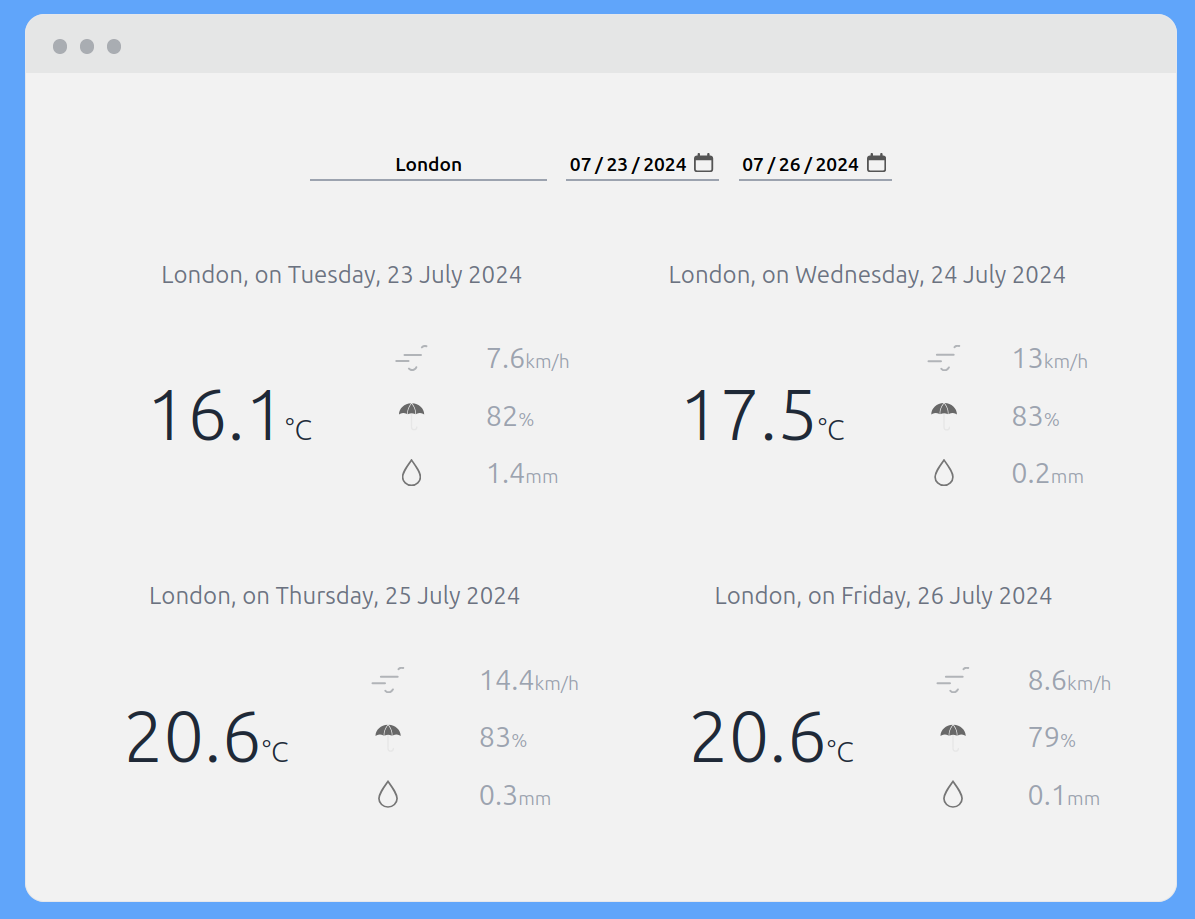 London 07/23/2024 07/26/2024
London, on Tuesday, 23 July 2024
16.1°C
7.6km/h
82%
1.4mm
London, on Wednesday, 24 July 2024
17.5°C
13km/h
83%
0.2mm
London, on Thursday, 25 July 2024
20.6°C
14.4km/h
83%
0.3mm
London, on Friday, 26 July 2024
20.6°C
8.6km/h
79%
0.1mm